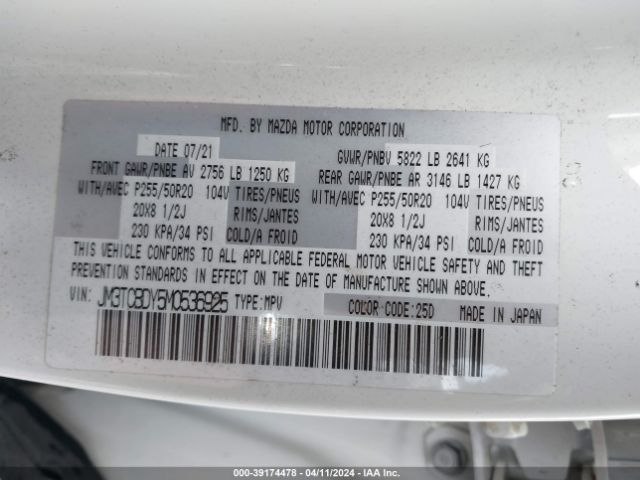 MFD. BY MAZDA MOTOR CORPORATION
DATE 07/21 GVWR/PNBV 5822 LB 2641 KG
FRONT GAWR/PNBE AV 2756 LB 1250 KG REAR GAWR/PNBE AR 3146 LB 1427 KG
WITH/AVEC P255/50R20 104V TIRES/PNEUS WITH/AVEC P255/50R20 104V TIRES/PNEUS
20X8 1/2J RIMS/JANTES 20X8 1/2J RIMS/JANTES
230 KPA/34 PSI COLD/A FROID 230 KPA/34 PSI COLD/A FROID
THIS VEHICLE CONFORMS TO ALL APPLICABLE FEDERAL MOTOR VEHICLE SAFETY AND THEFT
PREVENTION STANDARDS IN EFFECT ON THE DATE OF MANUFACTURE SHOWN ABOVE.
VIN: JM3TCBDY5M0536925 TYPE:MPV COLOR CODE:25D MADE IN JAPAN
000-39174478 - 04/11/2024 - IAA Inc.